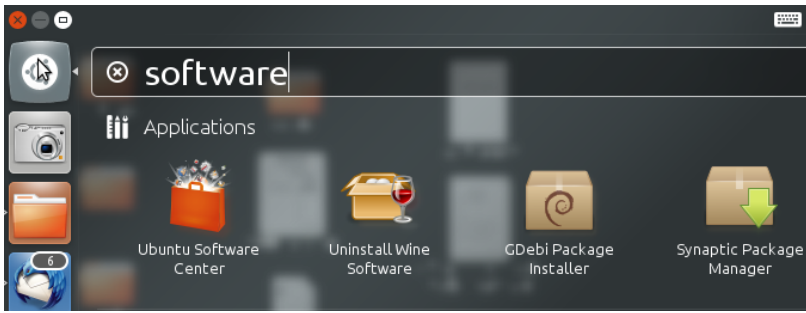 software
Applications
Ubuntu Software
Center
Uninstall Wine
Software
GDebi Package
Installer
Synaptic Package
Manager
6